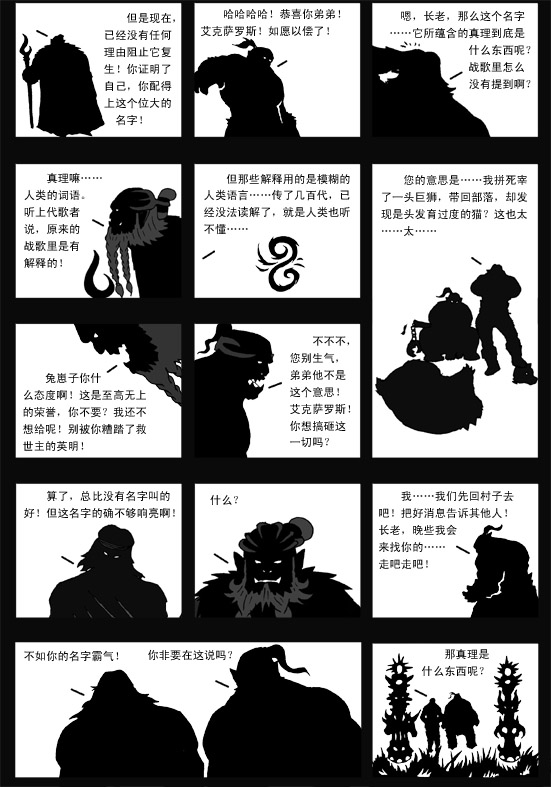 但是现在，
已经没有任何
理由阻止它复
生！你证明了
自己，你配得
上这个位大的
名字！
哈哈哈哈！恭喜你弟弟！
艾克萨罗斯！如愿以偿了！
嗯，长老，那么这个名字
……它所蕴含的真理到底是
什么东西呢？
战歌里怎么
没有提到啊？
真理嘛……
人类的词语。
听上代歌者
说，原来的
战歌里是有
解释的！
但那些解释用的是模糊的
人类语言……传了几百代，已
经没法读解了，就是人类也听
不懂……
您的意思是……我拼死宰
了一头巨狮，带回部落，却发
现是头发育过度的猫？这也太
……太……
兔崽子你什
么态度啊！这是至高无上
的荣誉，你不要？我还不
想给呢！别被你糟踏了救
世主的英明！
不不不，
您别生气，
弟弟他不是
这个意思！
艾克萨罗斯！
你想搞砸这
一切吗？
算了，总比没有名字叫的
好！但这名字的确不够响亮啊！
什么？
我……我们先回村子去
吧！把好消息告诉其他人！
长老，晚些我会
来找你的……
走吧走吧！
不如你的名字霸气！
你非要在这说吗？
那真理是
什么东西呢？